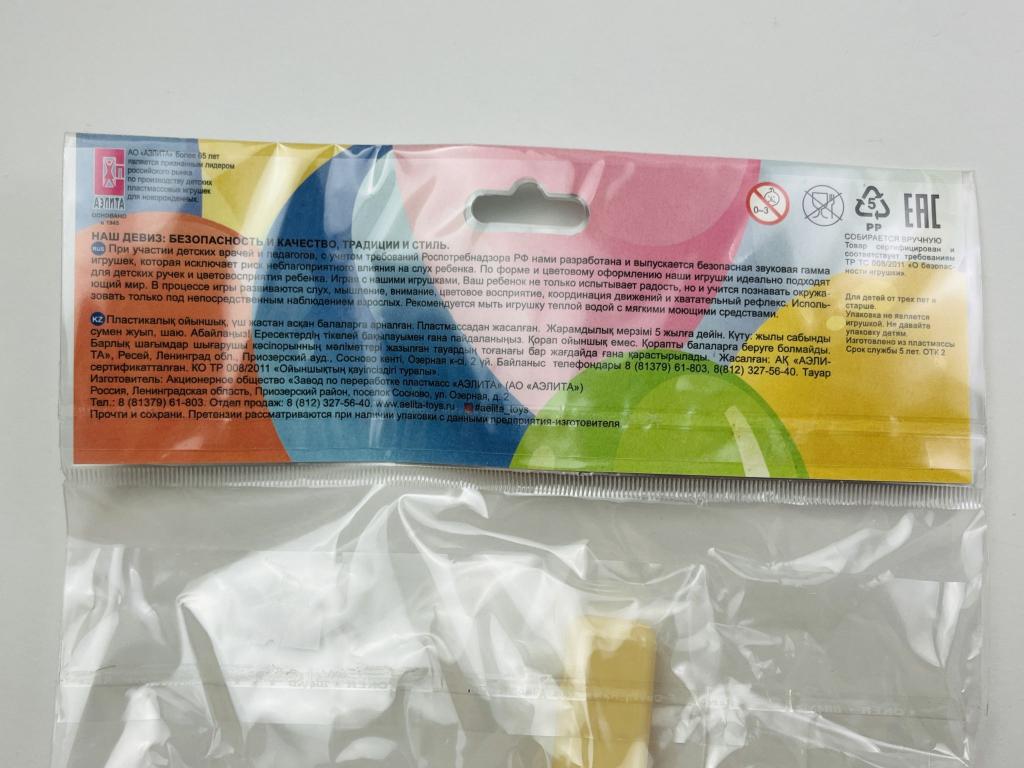 АО «АЭЛИТА» более 65 лет
является признанным лидером
российского рынка
по производству детских
пластмассовых игрушек
для новорожденных.
АЭЛИТА
ОСНОВАНО
в 1945
0–3
5
PP
ЕАС
НАШ ДЕВИЗ: БЕЗОПАСНОСТЬ И КАЧЕСТВО, ТРАДИЦИИ И СТИЛЬ.
RUS При участии детских врачей и педагогов, с учетом требований Роспотребнадзора РФ нами разработана и выпускается безопасная звуковая гамма
игрушек, которая исключает риск неблагоприятного влияния на слух ребенка. По форме и цветовому оформлению наши игрушки идеально подходят
для детских ручек и цветовосприятия ребенка. Играя с нашими игрушками, Ваш ребенок не только испытывает радость, но и учится познавать окружа-
ющий мир. В процессе игры развиваются слух, мышление, внимание, цветовое восприятие, координация движений и хватательный рефлекс. Исполь-
зовать только под непосредственным наблюдением взрослых. Рекомендуется мыть игрушку теплой водой с мягкими моющими средствами.
KZ Пластикалық ойыншық, үш жастан асқан балаларға арналған. Пластмассадан жасалған. Жарамдылық мерзімі 5 жылға дейін. Күту: жылы сабынды
сумен жуып, шаю. Абайлаңыз! Ересектердің тікелей бақылауымен ғана пайдаланыңыз. Қорап ойыншық емес. Қорапты балаларға беруге болмайды.
Барлық шағымдар шығарушы кәсіпорынның мәліметтері жазылған тауардың тоғанағы бар жағдайда ғана қарастырылады. Жасалған: АҚ «АЭЛИ-
ТА», Ресей, Ленинград обл., Приозерский ауд., Сосново кенті, Озерная к-сі, 2 үй. Байланыс телефондары 8 (81379) 61-803, 8(812) 327-56-40. Тауар
сертификатталған. КО ТР 008/2011 «Ойыншықтың қауіпсіздігі туралы»
Изготовитель: Акционерное общество «Завод по переработке пластмасс «АЭЛИТА» (АО «АЭЛИТА»)
Россия, Ленинградская область, Приозерский район, поселок Сосново, ул. Озерная, д. 2
Тел.: 8 (81379) 61-803. Отдел продаж: 8 (812) 327-56-40. www.aelita-toys.ru #aelita_toys
Прочти и сохрани. Претензии рассматриваются при наличии упаковки с данными предприятия-изготовителя
СОБИРАЕТСЯ ВРУЧНУЮ
Товар сертифицирован и
соответствует требованиям
ТР ТС 008/2011 «О безопас-
ности игрушки».
Для детей от трех лет и
старше.
Упаковка не является
игрушкой. Не давайте
упаковку детям.
Изготовлено из пластмассы
Срок службы 5 лет. ОТК 2